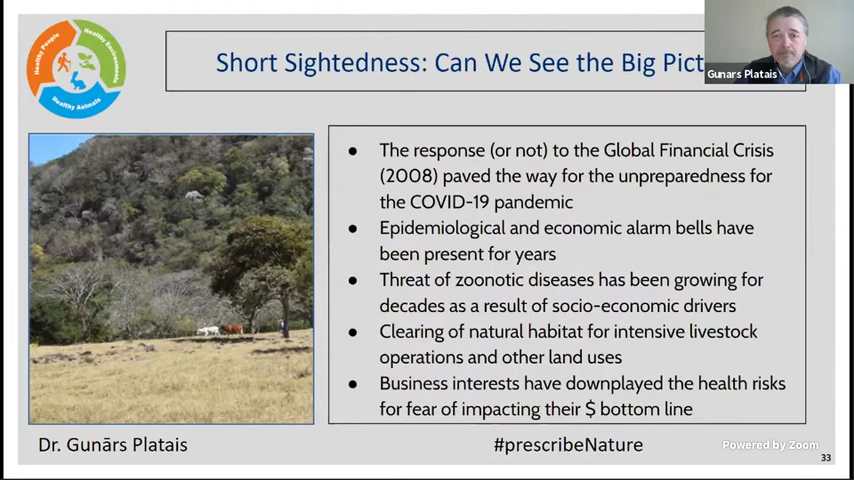 Healthy People
Healthy Environments
Healthy Animals
Short Sightedness: Can We See the Big
Gunars Platais
● The response (or not) to the Global Financial Crisis
(2008) paved the way for the unpreparedness for
the COVID-19 pandemic
● Epidemiological and economic alarm bells have
been present for years
● Threat of zoonotic diseases has been growing for
decades as a result of socio-economic drivers
● Clearing of natural habitat for intensive livestock
operations and other land uses
● Business interests have downplayed the health risks
for fear of impacting their $ bottom line
Dr. Gunārs Platais
#prescribeNature
Powered by Zoom
33